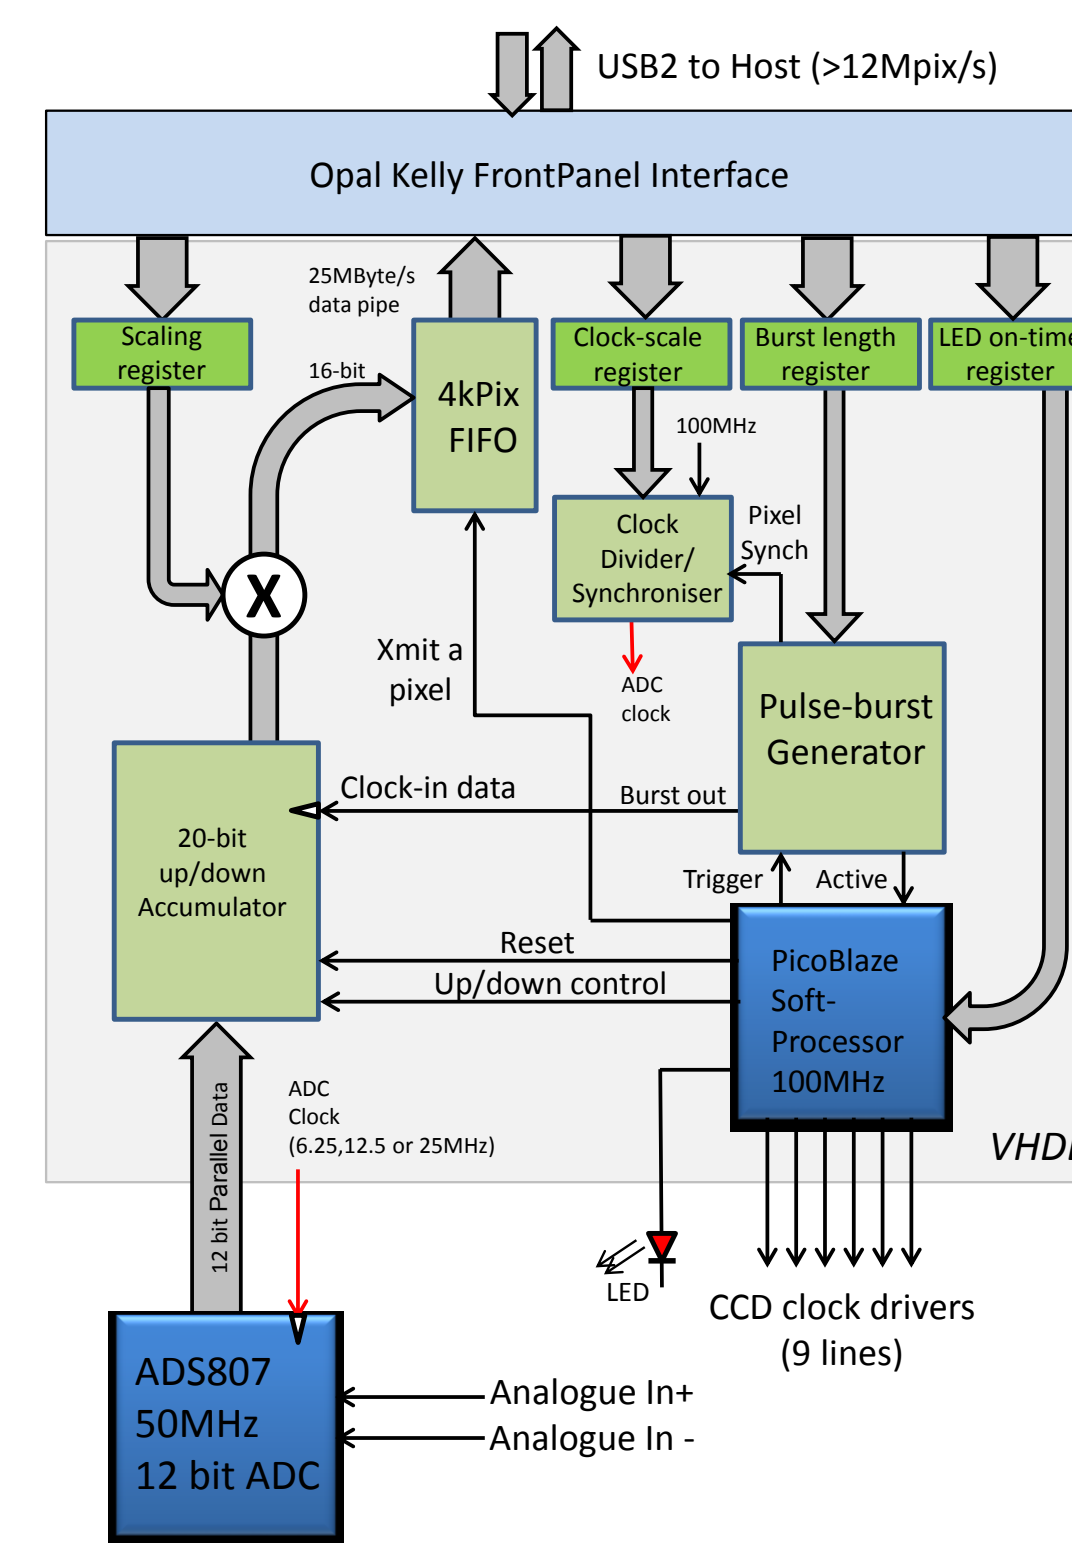 USB2 to Host (>12Mpix/s)
Opal Kelly FrontPanel Interface
25MByte/s
data pipe
Scaling
register
16-bit
4kPix
FIFO
Clock-scale
register
Burst length
register
LED on-time
register
100MHz
Clock
Divider/
Synchroniser
Pixel
Synch
X
Xmit a
pixel
ADC
clock
Pulse-burst
Generator
Clock-in data
Burst out
20-bit
up/down
Accumulator
Trigger
Active
Reset
Up/down control
PicoBlaze
Soft-
Processor
100MHz
12 bit Parallel Data
ADC
Clock
(6.25,12.5 or 25MHz)
VHDL
LED
CCD clock drivers
(9 lines)
ADS807
50MHz
12 bit ADC
Analogue In+
Analogue In -